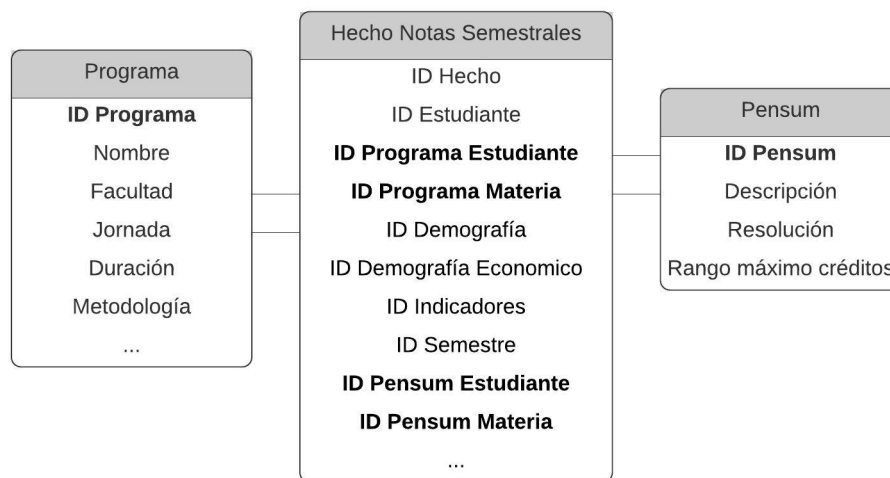 Programa
ID Programa
Nombre
Facultad
Jornada
Duración
Metodología
...
Hecho Notas Semestrales
ID Hecho
ID Estudiante
ID Programa Estudiante
ID Programa Materia
ID Demografía
ID Demografía Economico
ID Indicadores
ID Semestre
ID Pensum Estudiante
ID Pensum Materia
...
Pensum
ID Pensum
Descripción
Resolución
Rango máximo créditos